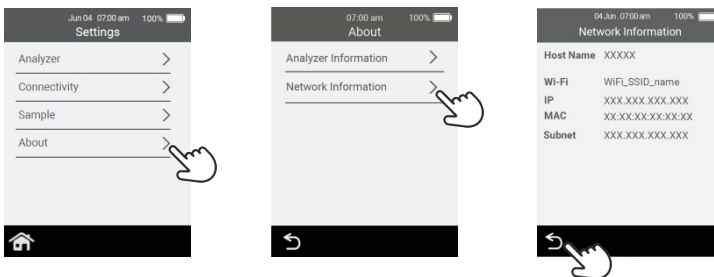 Jun 04 07:00 am 100%
Settings
Analyzer
Connectivity
Sample
About
07:00 am 100%
About
Analyzer Information
Network Information
04 Jun. 07:00 am 100%
Network Information
Host Name XXXXX
Wi-Fi WiFi_SSID_name
IP XXX.XXX.XXX.XXX
MAC XX:XX:XX:XX:XX:XX
Subnet XXX.XXX.XXX.XXX